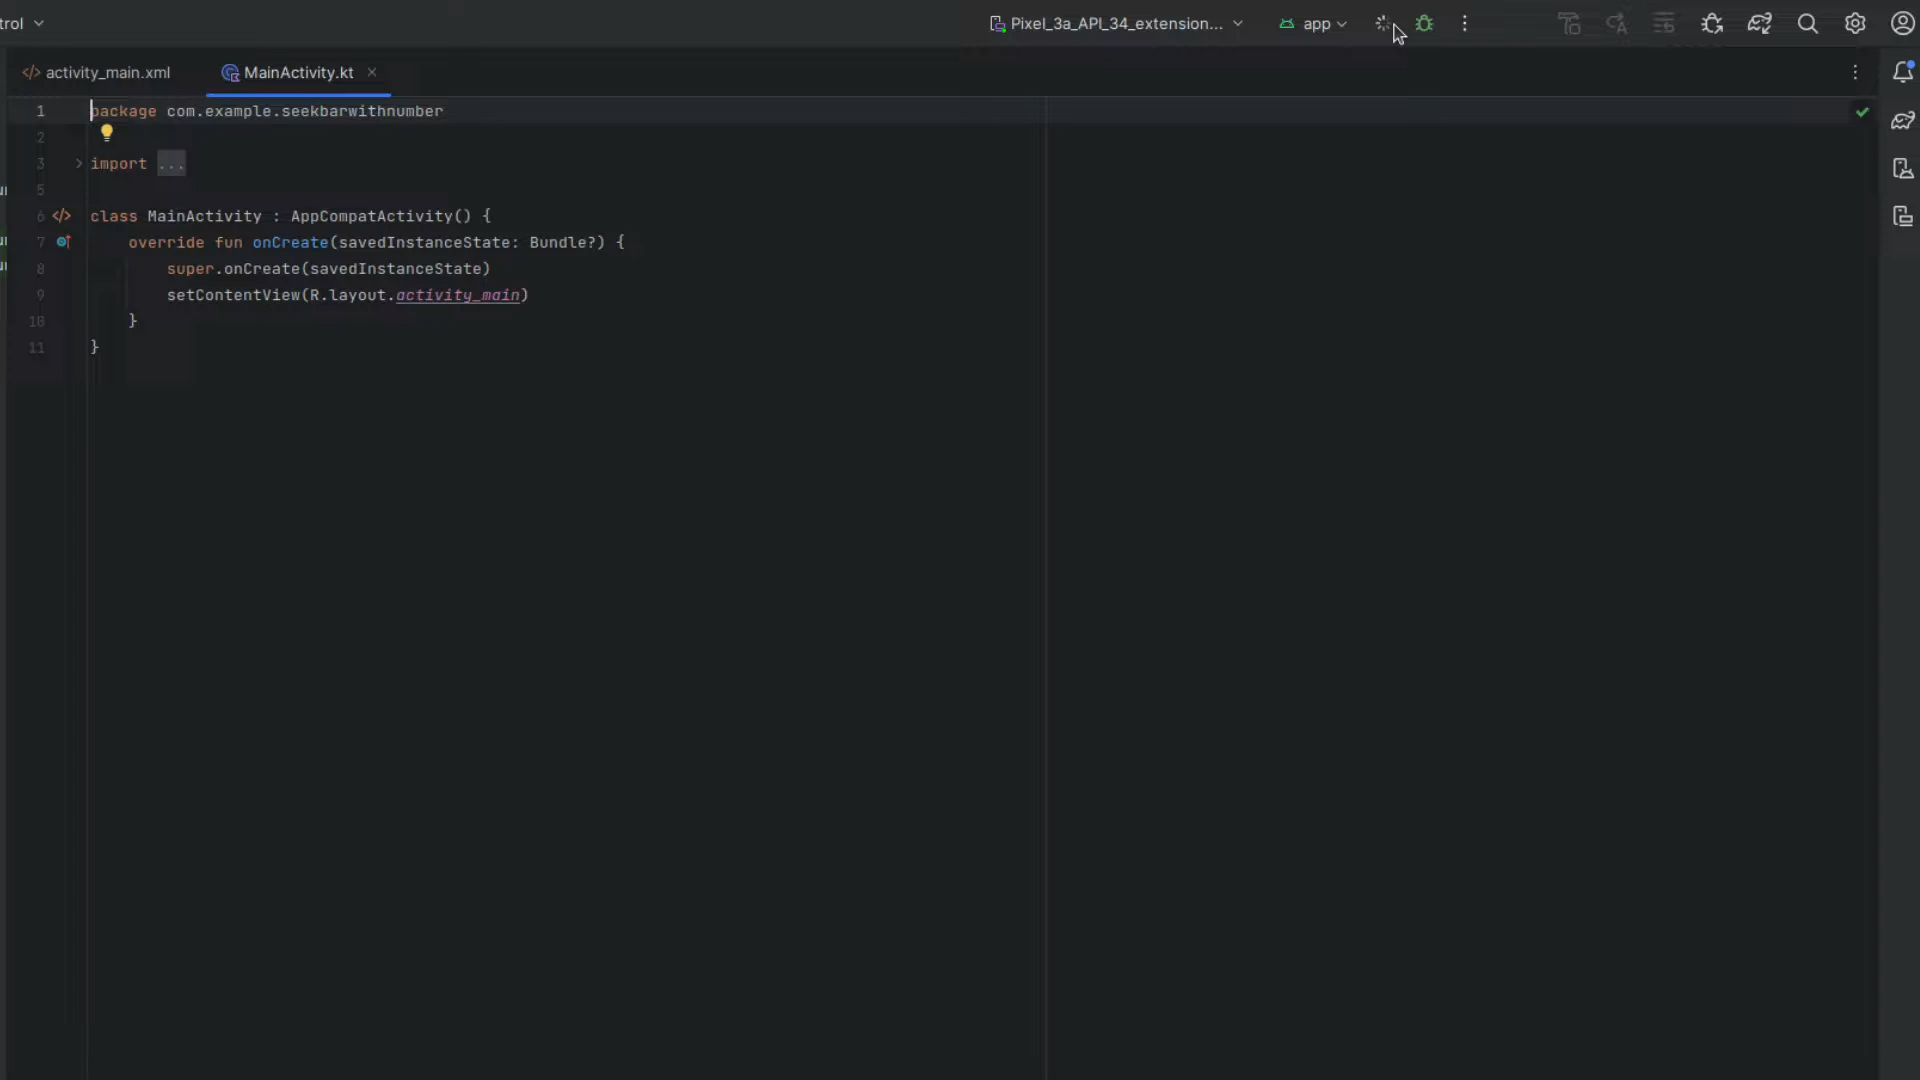 trol
Pixel_3a_API_34_extension...
app
activity_main.xml
MainActivity.kt
1 package com.example.seekbarwithnumber
2
3 import ...
5
6 class MainActivity : AppCompatActivity() {
7 override fun onCreate(savedInstanceState: Bundle?) {
8 super.onCreate(savedInstanceState)
9 setContentView(R.layout.activity_main)
10 }
11 }